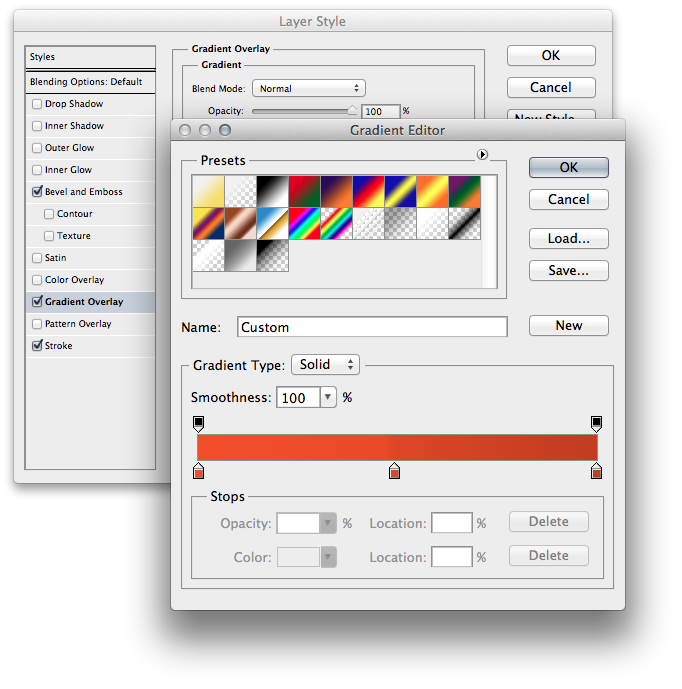 Layer Style
Styles
Blending Options: Default
Drop Shadow
Inner Shadow
Outer Glow
Inner Glow
Bevel and Emboss
Contour
Texture
Satin
Color Overlay
Gradient Overlay
Pattern Overlay
Stroke
Gradient Overlay
Gradient
Blend Mode: Normal
Opacity: 100 %
OK
Cancel
New Style...
Gradient Editor
Presets
OK
Cancel
Load...
Save...
Name: Custom
New
Gradient Type: Solid
Smoothness: 100 %
Stops
Opacity: % Location: % Delete
Color: Location: % Delete